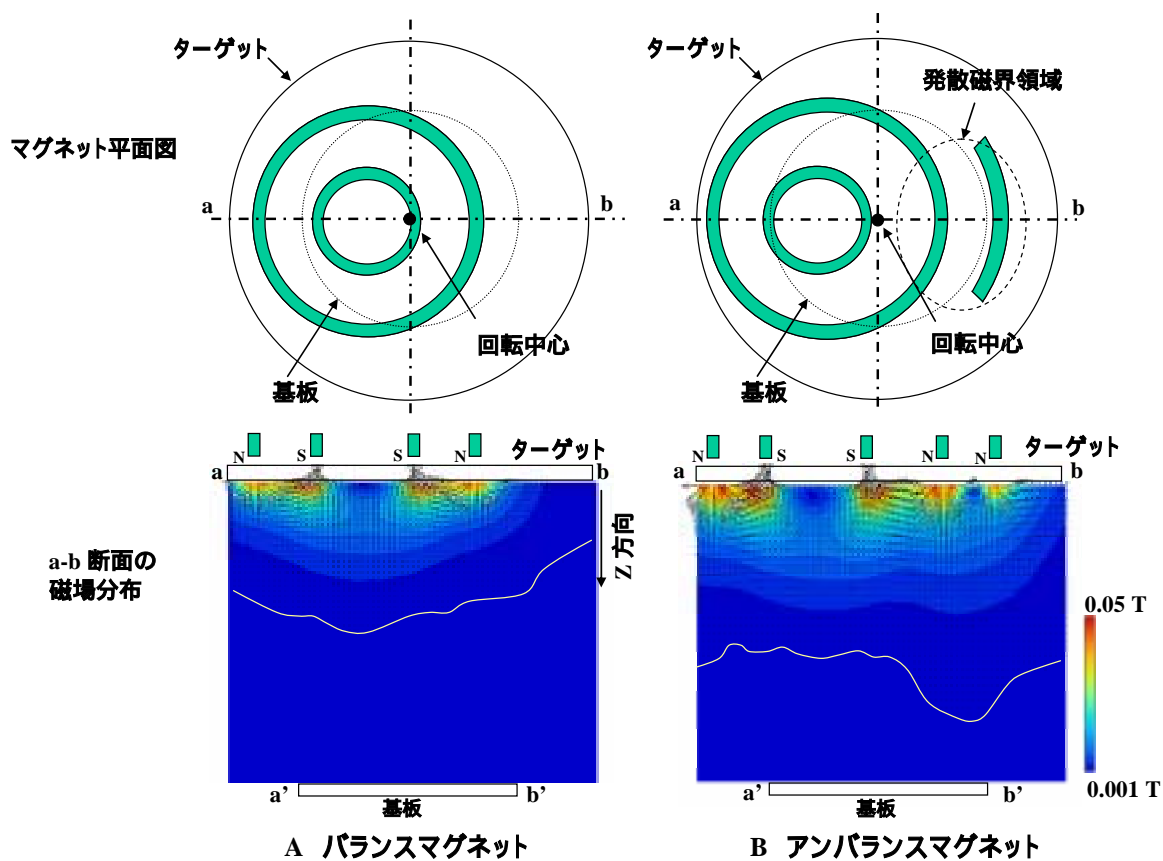 ターゲット
ターゲット
発散磁界領域
マグネット平面図
a
b
a
b
回転中心
回転中心
基板
基板
N
S
S
N
ターゲット
N
S
S
N
N
ターゲット
a
b
a
b
Z 方向
a-b 断面の
磁場分布
0.05 T
0.001 T
a’
基板
b’
a’
基板
b’
A バランスマグネット
B アンバランスマグネット